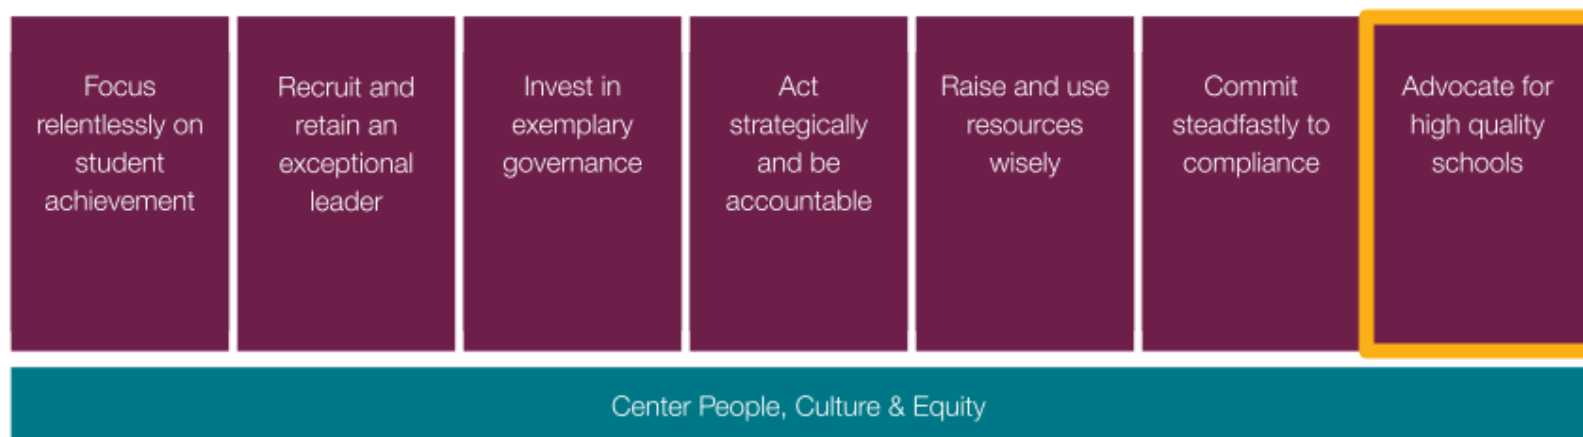 Focus
relentlessly on
student
achievement
Recruit and
retain an
exceptional
leader
Invest in
exemplary
governance
Act
strategically
and be
accountable
Raise and use
resources
wisely
Commit
steadfastly to
compliance
Advocate for
high quality
schools
Center People, Culture & Equity